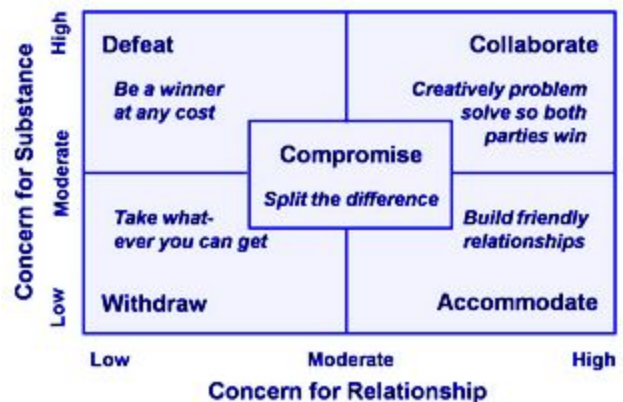 Concern for Substance
High
Moderate
Low
Defeat
Be a winner
at any cost
Collaborate
Creatively problem
solve so both
parties win
Compromise
Split the difference
Take what-
ever you can get
Withdraw
Build friendly
relationships
Accommodate
Low
Moderate
High
Concern for Relationship